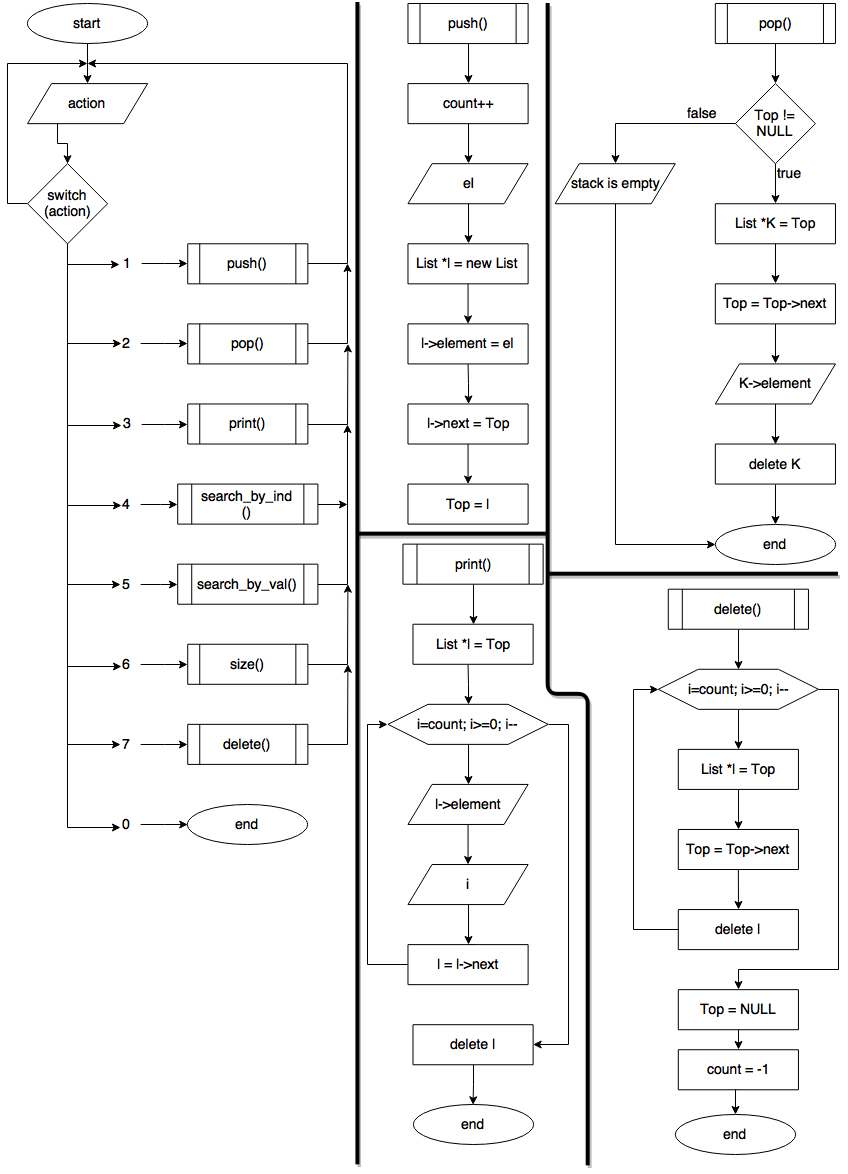 start
action
switch
(action)
1
push()
2
pop()
3
print()
4
search_by_ind
()
5
search_by_val()
6
size()
7
delete()
0
end
push()
count++
el
List *l = new List
l->element = el
l->next = Top
Top = l
pop()
Top !=
NULL
false
true
stack is empty
List *K = Top
Top = Top->next
K->element
delete K
end
print()
List *l = Top
i=count; i>=0; i--
l->element
i
l = l->next
delete l
end
delete()
i=count; i>=0; i--
List *l = Top
Top = Top->next
delete l
Top = NULL
count = -1
end